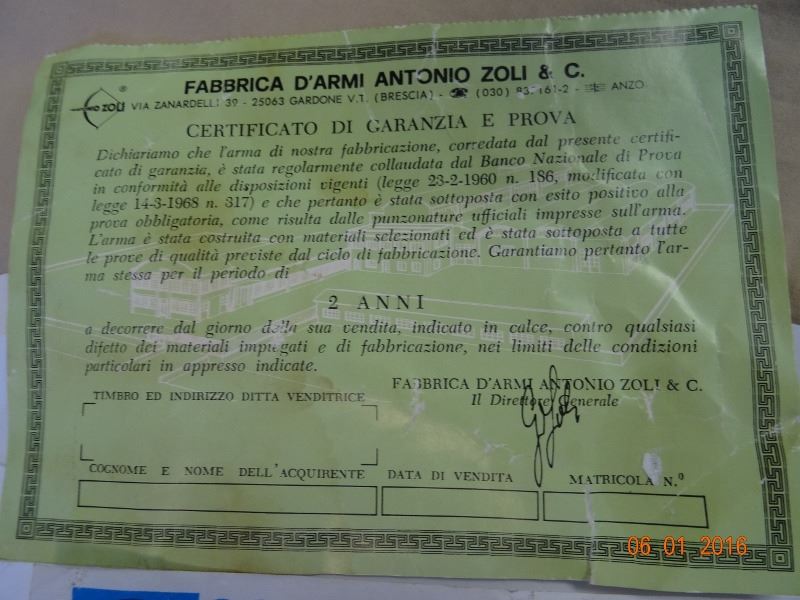 FABBRICA D'ARMI ANTONIO ZOLI & C.
ZOLI ®
VIA ZANARDELLI 39 - 25063 GARDONE V.T. (BRESCIA) - ☎ (030) - ANZO
CERTIFICATO DI GARANZIA E PROVA
Dichiariamo che l'arma di nostra fabbricazione, corredata dal presente certifi-
cato di garanzia, è stata regolarmente collaudata dal Banco Nazionale di Prova
in conformità alle disposizioni vigenti (legge 23-2-1960 n. 186, modificata con
legge 14-3-1968 n. 317) e che pertanto è stata sottoposta con esito positivo alla
prova obbligatoria, come risulta dalle punzonature ufficiali impresse sull'arma.
L'arma è stata costruita con materiali selezionati ed è stata sottoposta a tutte
le prove di qualità previste dal ciclo di fabbricazione. Garantiamo pertanto l'ar-
ma stessa per il periodo di
2 ANNI
a decorrere dal giorno della sua vendita, indicato in calce, contro qualsiasi
difetto dei materiali impiegati e di fabbricazione, nei limiti delle condizioni
particolari in appresso indicate.
FABBRICA D'ARMI ANTONIO ZOLI & C.
Il Direttore Generale
TIMBRO ED INDIRIZZO DITTA VENDITRICE
COGNOME E NOME DELL'ACQUIRENTE
DATA DI VENDITA
MATRICOLA N.º
06 01 2016